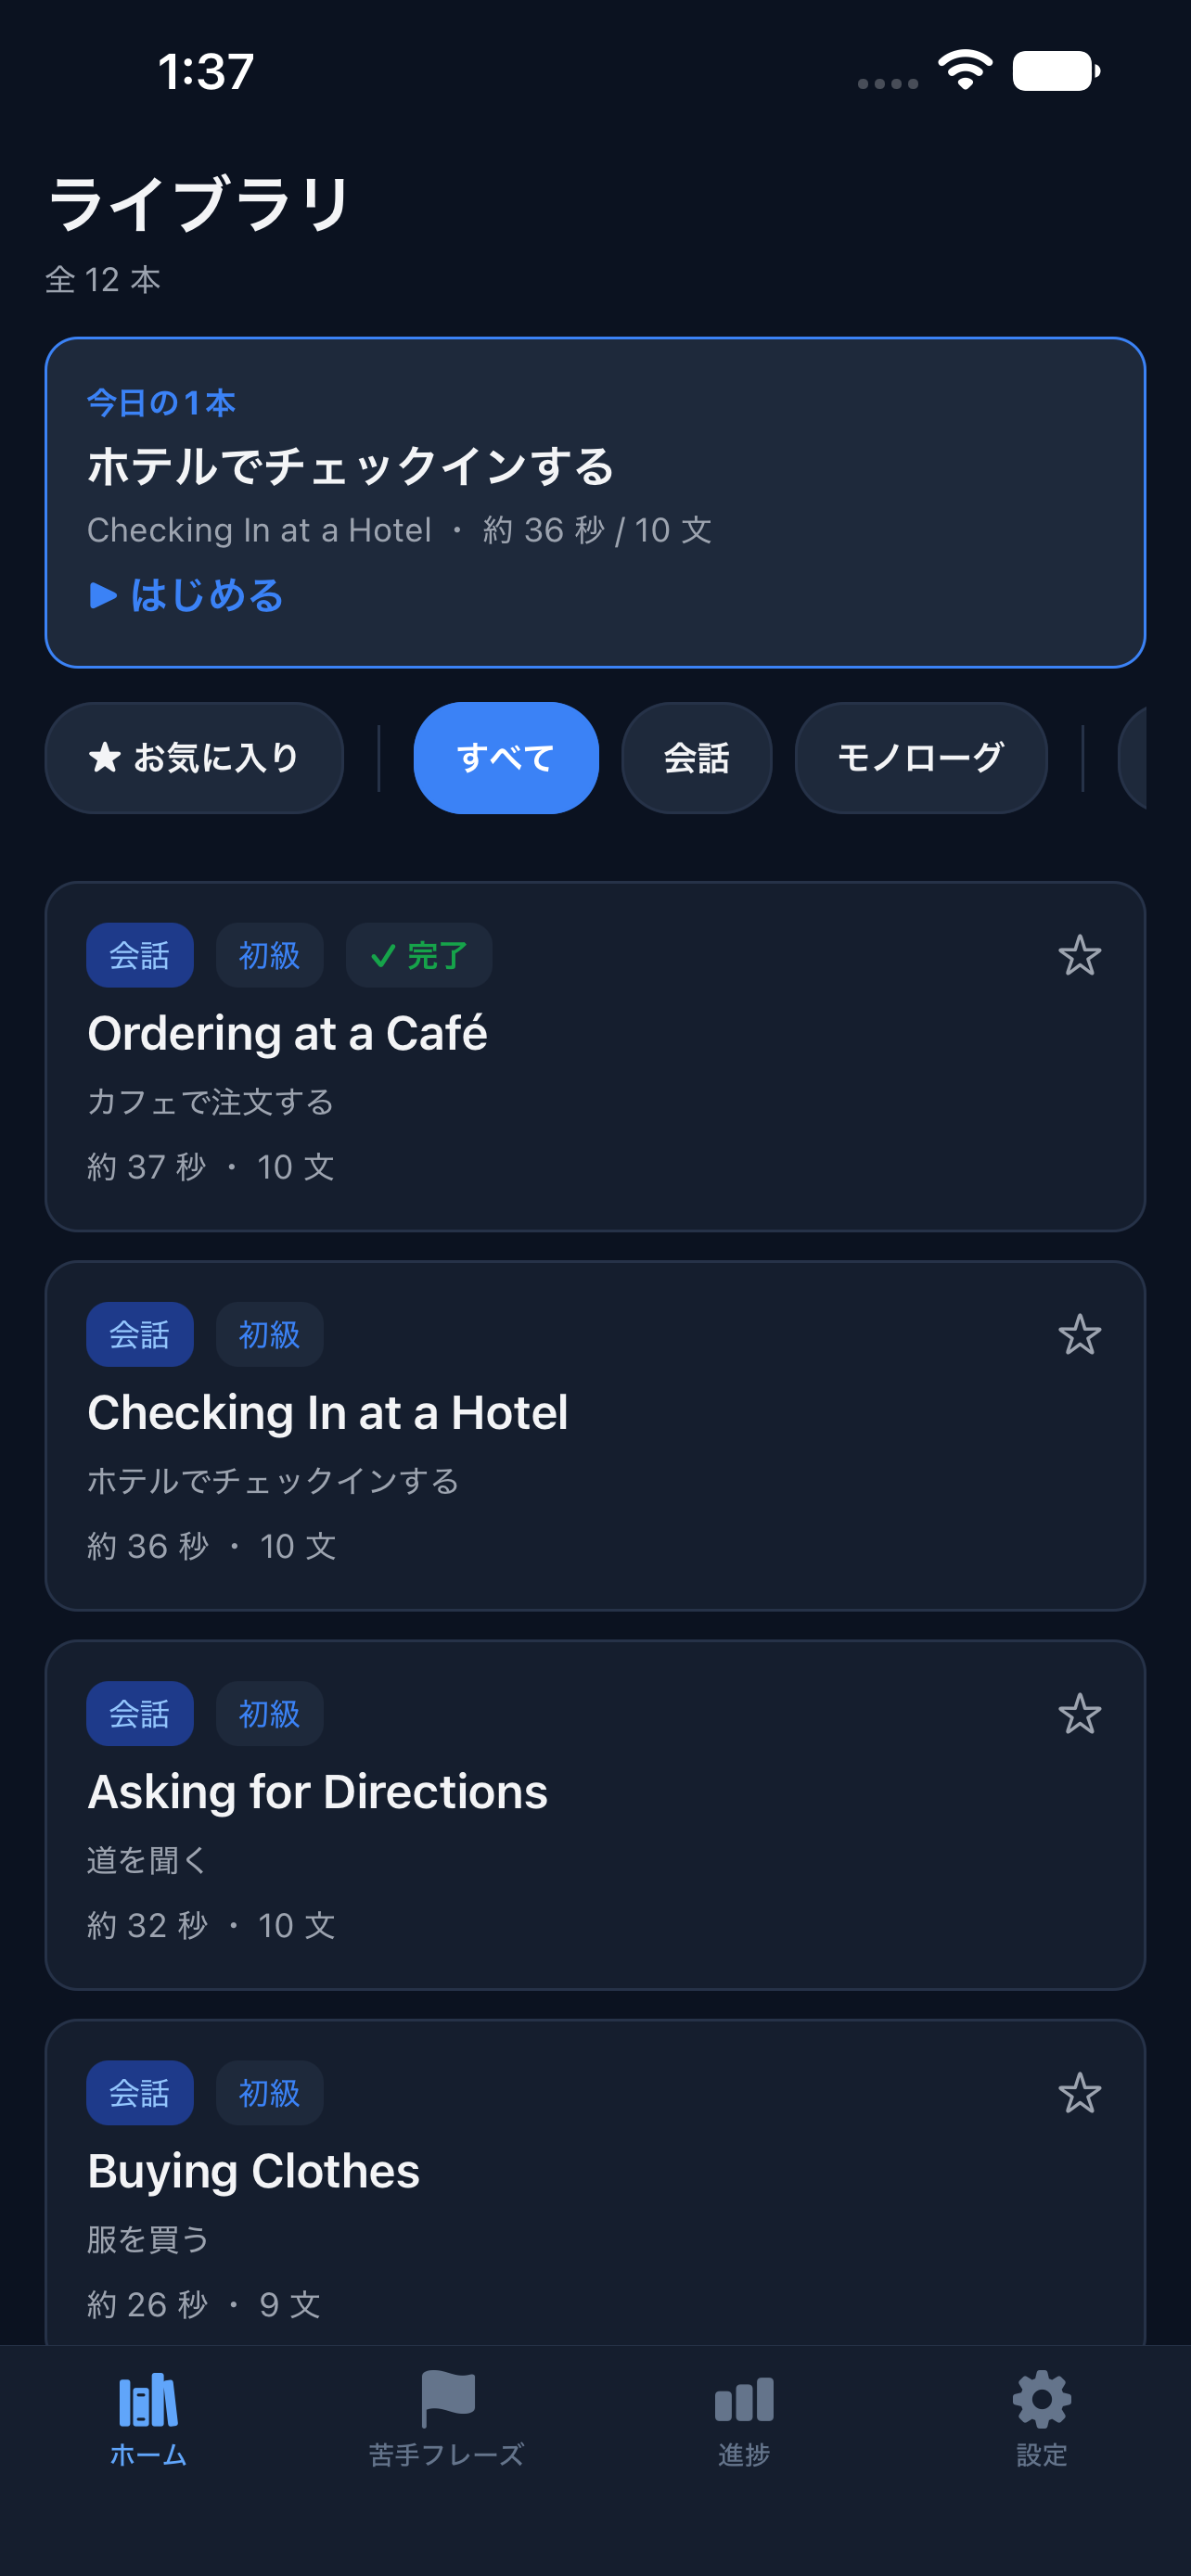 1:37
ライブラリ
全 12 本
今日の1本
ホテルでチェックインする
Checking In at a Hotel ・ 約 36 秒 / 10 文
▶ はじめる
★ お気に入り
すべて
会話
モノローグ
会話 初級 ✓ 完了
Ordering at a Café
カフェで注文する
約 37 秒 ・ 10 文
会話 初級
Checking In at a Hotel
ホテルでチェックインする
約 36 秒 ・ 10 文
会話 初級
Asking for Directions
道を聞く
約 32 秒 ・ 10 文
会話 初級
Buying Clothes
服を買う
約 26 秒 ・ 9 文
ホーム
苦手フレーズ
進捗
設定